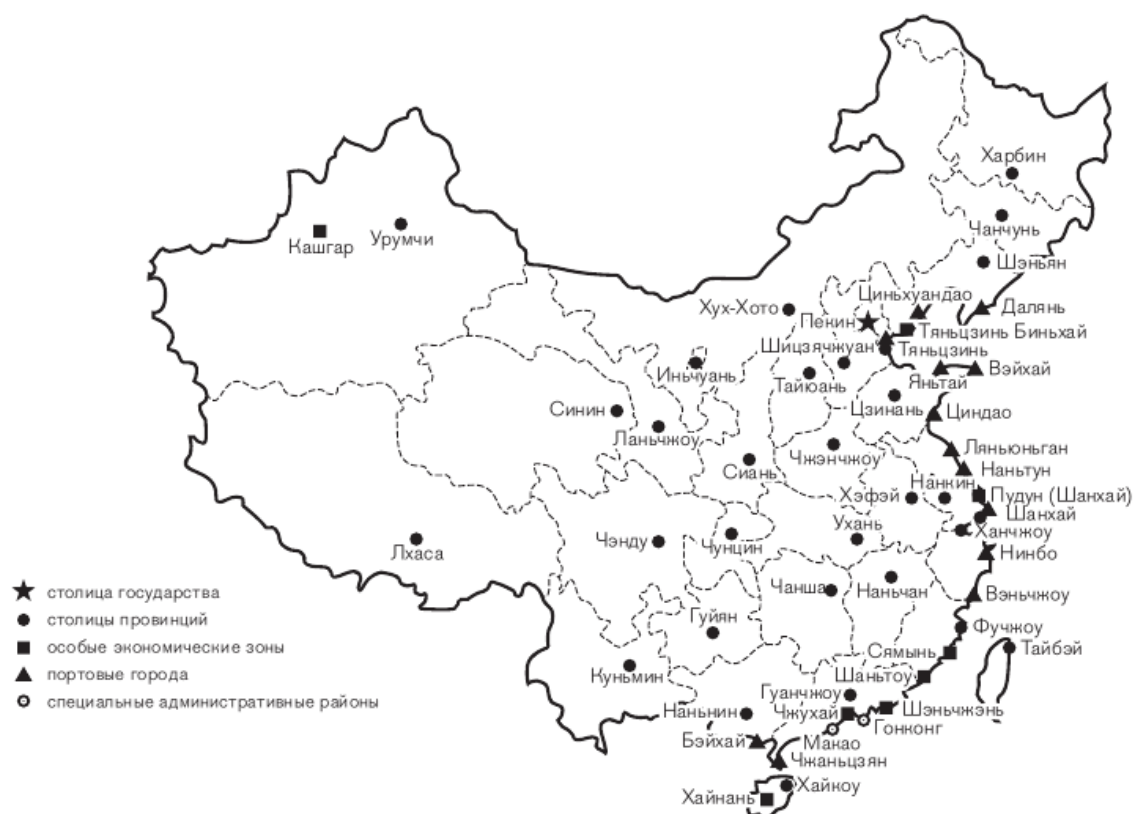 Харбин
Чанчунь
Урумчи
Кашгар
Шэньян
Циньхуандао
Далянь
Хух-Хото
Пекин
Тяньцзинь Биньхай
Шицзячжуан
Тяньцзинь
Иньчуань
Тайюань
Яньтай
Вэйхай
Цзинань
Синин
Циндао
Ланьчжоу
Ляньюньган
Чжэнчжоу
Наньтун
Сиань
Нанкин
Хэфэй
Пудун (Шанхай)
Шанхай
Ухань
Ханчжоу
Чэнду
Чунцин
Лхаса
Нинбо
Чанша
Наньчан
Вэньчжоу
Гуйян
Фучжоу
Сямынь
Тайбэй
Куньмин
Шаньтоу
Гуанчжоу
Наньнин
Чжухай
Шэньчжэнь
Гонконг
Бэйхай
Макао
Чжаньцзян
Хайкоу
Хайнань
столица государства
столицы провинций
особые экономические зоны
портовые города
специальные административные районы